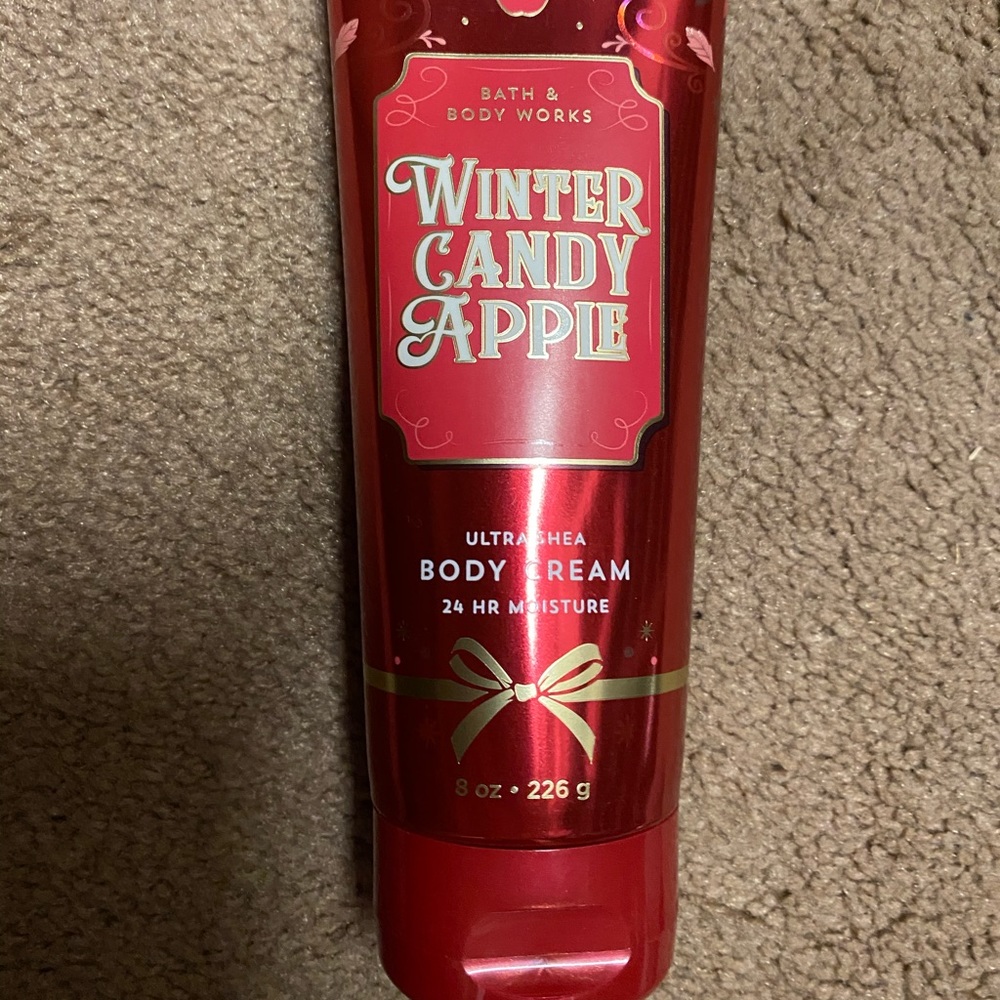 BATH &
BODY WORKS
WINTER
CANDY
APPLE
ULTRA SHEA
BODY CREAM
24 HR MOISTURE
8 oz • 226 g